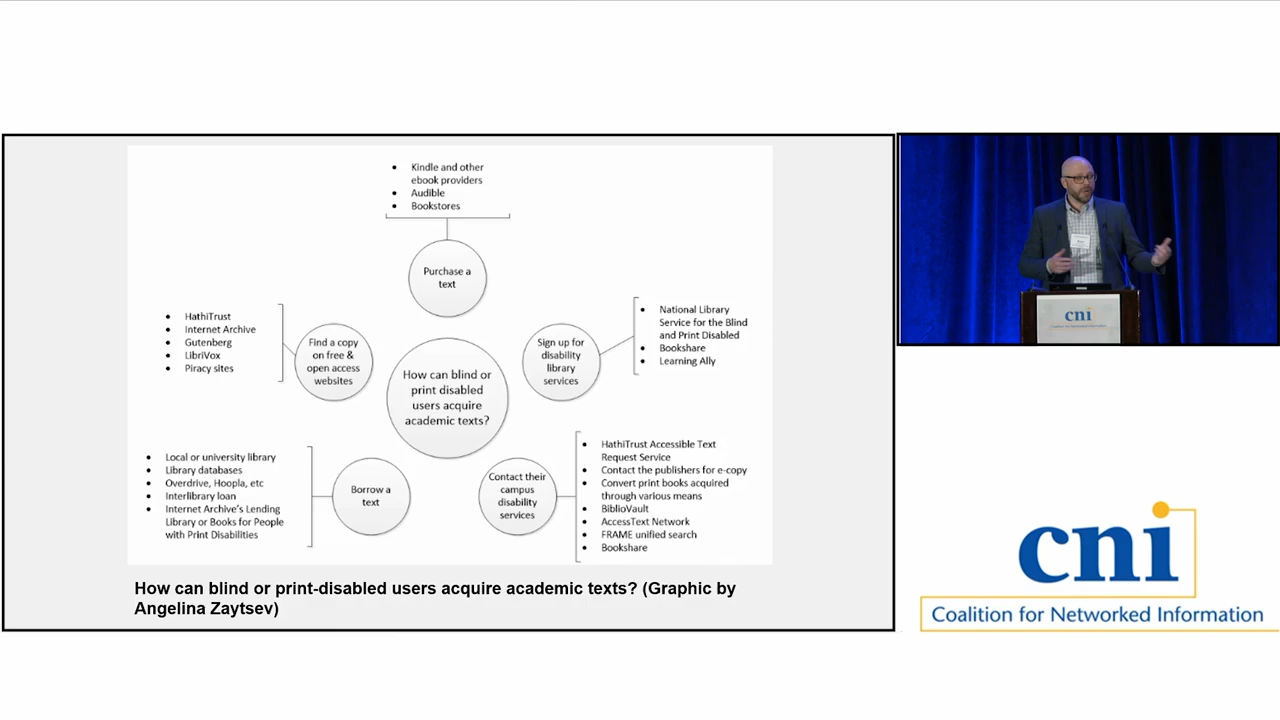 Kindle and other
ebook providers
Audible
Bookstores
Purchase a
text
HathiTrust
Internet Archive
Gutenberg
LibriVox
Piracy sites
Find a copy
on free &
open access
websites
Sign up for
disability
library
services
National Library
Service for the Blind
and Print Disabled
Bookshare
Learning Ally
How can blind or
print disabled
users acquire
academic texts?
Local or university library
Library databases
Overdrive, Hoopla, etc
Interlibrary loan
Internet Archive's Lending
Library or Books for People
with Print Disabilities
Borrow a
text
Contact their
campus
disability
services
HathiTrust Accessible Text
Request Service
Contact the publishers for e-copy
Convert print books acquired
through various means
BiblioVault
AccessText Network
FRAME unified search
Bookshare
How can blind or print-disabled users acquire academic texts? (Graphic by
Angelina Zaytsev)
cni
Coalition for Networked Information
cni
Coalition for Networked Information